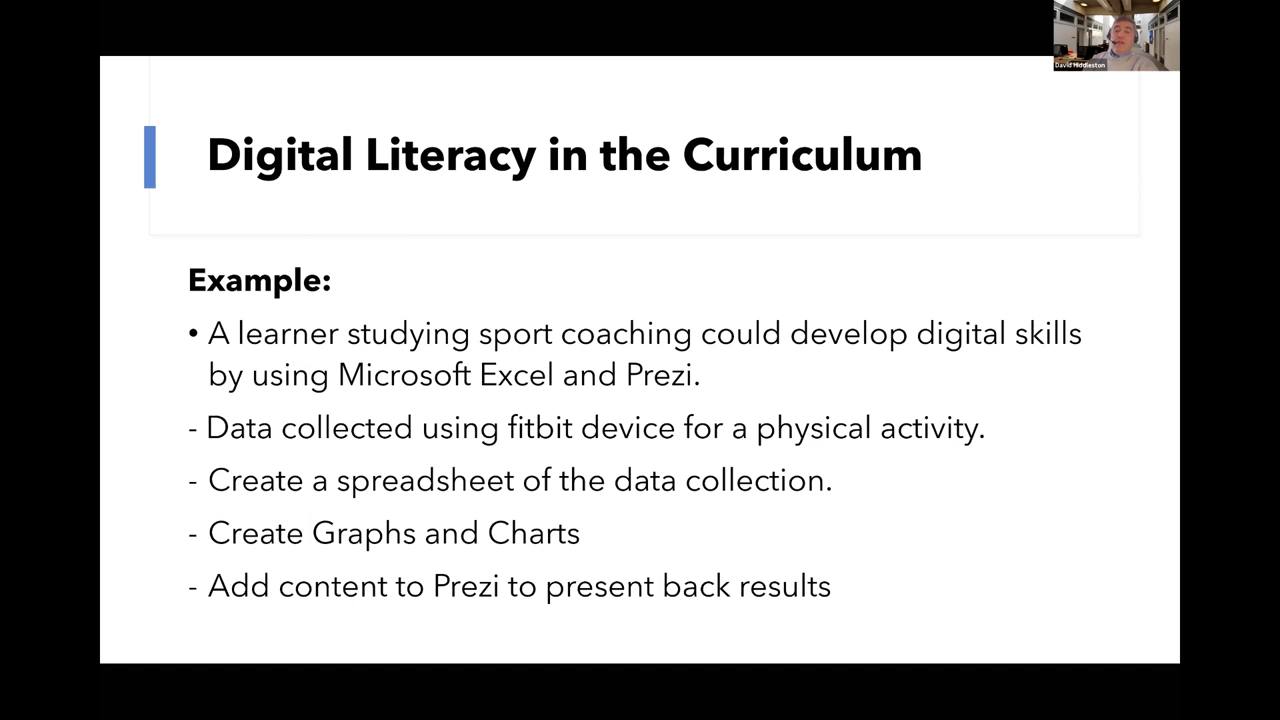 David Hiddleston
Digital Literacy in the Curriculum
Example:
• A learner studying sport coaching could develop digital skills
by using Microsoft Excel and Prezi.
- Data collected using fitbit device for a physical activity.
- Create a spreadsheet of the data collection.
- Create Graphs and Charts
- Add content to Prezi to present back results